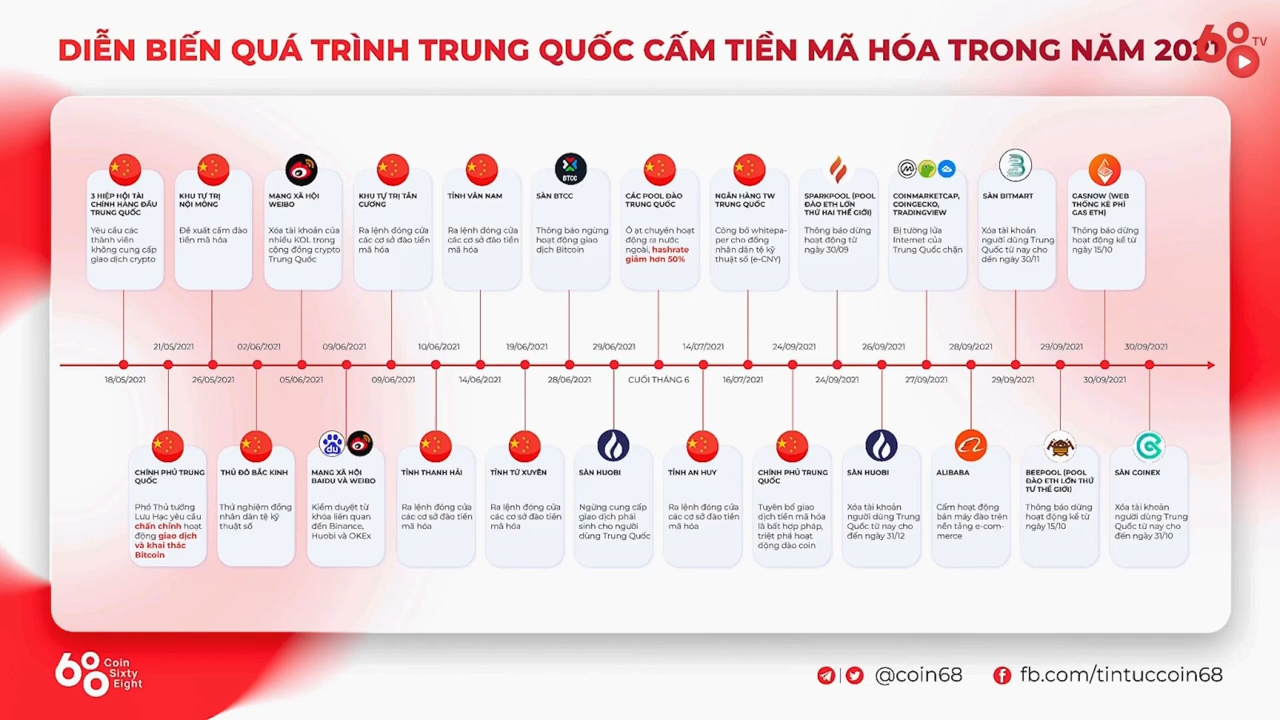 DIỄN BIẾN QUÁ TRÌNH TRUNG QUỐC CẤM TIỀN MÃ HÓA TRONG NĂM 2021
68 TV
3 HIỆP HỘI TÀI
CHÍNH HÀNG ĐẦU
TRUNG QUỐC
Yêu cầu các
thành viên
không cung cấp
giao dịch crypto
KHU TỰ TRỊ
NỘI MÔNG
Đề xuất cấm đào
tiền mã hóa
MẠNG XÃ HỘI
WEIBO
Xóa tài khoản của
nhiều KOL trong
cộng đồng crypto
Trung Quốc
KHU TỰ TRỊ TÂN
CƯƠNG
Ra lệnh đóng cửa
các cơ sở đào tiền
mã hóa
TỈNH VÂN NAM
Ra lệnh đóng cửa
các cơ sở đào tiền
mã hóa
BTCC
SÀN BTCC
Thông báo ngừng
hoạt động giao
dịch Bitcoin
CÁC POOL ĐÀO
TRUNG QUỐC
Ồ ạt chuyển hoạt
động ra nước
ngoài, hashrate
giảm hơn 50%
NGÂN HÀNG TW
TRUNG QUỐC
Công bố whitepa-
per cho đồng
nhân dân tệ kỹ
thuật số (e-CNY)
SPARKPOOL (POOL
ĐÀO ETH LỚN
THỨ HAI THẾ GIỚI)
Thông báo dừng
hoạt động từ
ngày 30/09
COINMARKETCAP,
COINGECKO,
TRADINGVIEW
Bị tường lửa
Internet của
Trung Quốc chặn
SÀN BITMART
Xóa tài khoản
người dùng Trung
Quốc từ nay cho
đến ngày 30/11
GASNOW (WEB
THỐNG KÊ PHÍ
GAS ETH)
Thông báo dừng
hoạt động kể từ
ngày 15/10
21/05/2021
02/06/2021
09/06/2021
10/06/2021
19/06/2021
29/06/2021
14/07/2021
24/09/2021
26/09/2021
28/09/2021
29/09/2021
30/09/2021
18/05/2021
26/05/2021
05/06/2021
09/06/2021
14/06/2021
28/06/2021
CUỐI THÁNG 6
16/07/2021
24/09/2021
27/09/2021
29/09/2021
30/09/2021
CHÍNH PHỦ TRUNG
QUỐC
Phó Thủ tướng
Lưu Hạc yêu cầu
chấn chỉnh hoạt
động giao dịch
và khai thác
Bitcoin
THỦ ĐÔ BẮC KINH
Thử nghiệm đồng
nhân dân tệ kỹ
thuật số
du
MẠNG XÃ HỘI
BAIDU VÀ WEIBO
Kiểm duyệt từ
khóa liên quan
đến Binance,
Huobi và OKEx
TỈNH THANH HẢI
Ra lệnh đóng cửa
các cơ sở đào tiền
mã hóa
TỈNH TỨ XUYÊN
Ra lệnh đóng cửa
các cơ sở đào tiền
mã hóa
SÀN HUOBI
Ngừng cung cấp
giao dịch phái
sinh cho người
dùng Trung Quốc
TỈNH AN HUY
Ra lệnh đóng cửa
các cơ sở đào tiền
mã hóa
CHÍNH PHỦ TRUNG
QUỐC
Tuyên bố giao
dịch tiền mã hóa
là bất hợp pháp,
triệt phá hoạt
động đào coin
SÀN HUOBI
Xóa tài khoản
người dùng Trung
Quốc từ nay cho
đến ngày 31/12
ALIBABA
Cấm hoạt động
bán máy đào trên
nền tảng e-com-
merce
BEEPOOL (POOL
ĐÀO ETH LỚN THỨ
TƯ THẾ GIỚI)
Thông báo dừng
hoạt động kể từ
ngày 15/10
SÀN COINEX
Xóa tài khoản
người dùng Trung
Quốc từ nay cho
đến ngày 31/10
68 Coin
Sixty
Eight
@coin68
fb.com/tintuccoin68